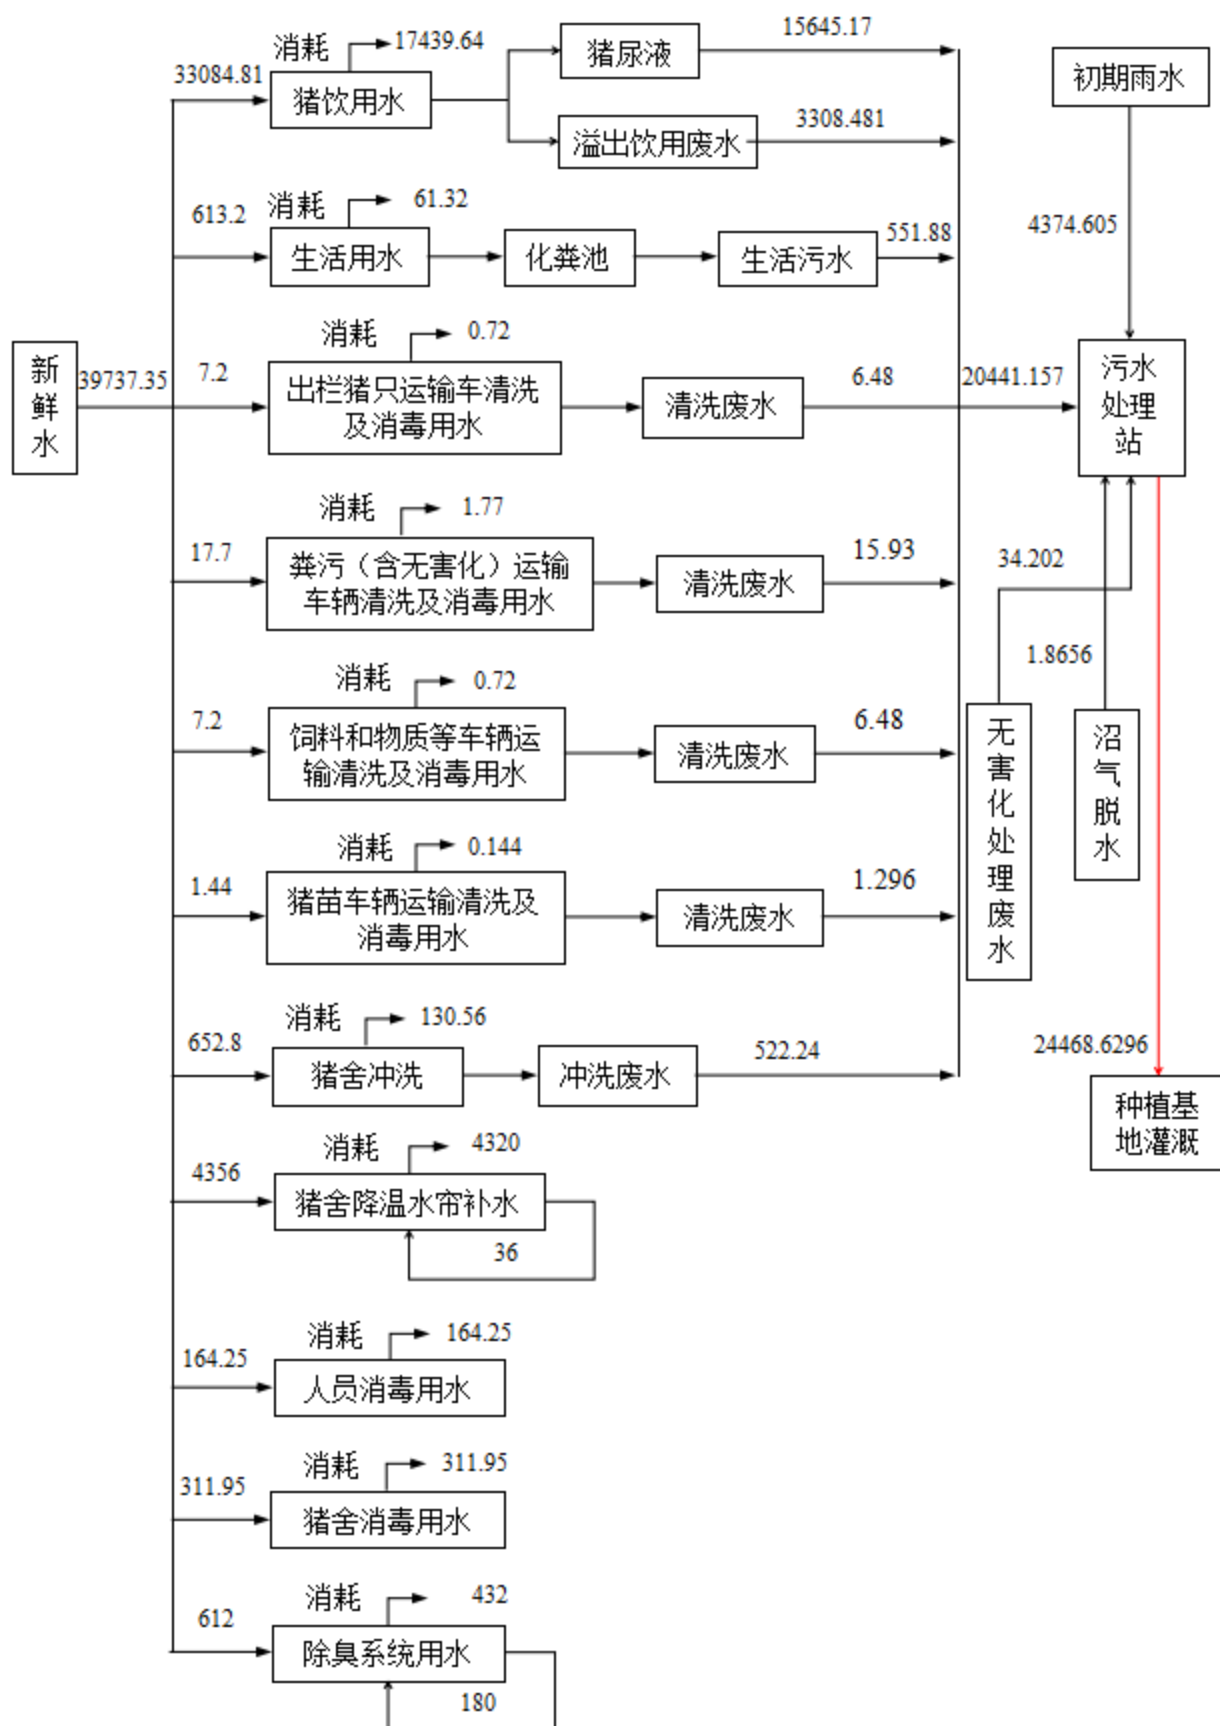 消耗
17439.64
33084.81
猪饮用水
猪尿液
15645.17
溢出饮用废水
3308.481
初期雨水
4374.605
消耗
61.32
613.2
生活用水
化粪池
生活污水
551.88
新
鲜
水
39737.35
消耗
0.72
7.2
出栏猪只运输车清洗
及消毒用水
清洗废水
6.48
20441.157
污水
处理
站
消耗
1.77
17.7
粪污（含无害化）运输
车辆清洗及消毒用水
清洗废水
15.93
34.202
1.8656
消耗
0.72
7.2
饲料和物质等车辆运
输清洗及消毒用水
清洗废水
6.48
无
害
化
处
理
废
水
沼
气
脱
水
消耗
0.144
1.44
猪苗车辆运输清洗及
消毒用水
清洗废水
1.296
消耗
130.56
652.8
猪舍冲洗
冲洗废水
522.24
24468.6296
种植基
地灌溉
消耗
4320
4356
猪舍降温水帘补水
36
消耗
164.25
164.25
人员消毒用水
消耗
311.95
311.95
猪舍消毒用水
消耗
432
612
除臭系统用水
180